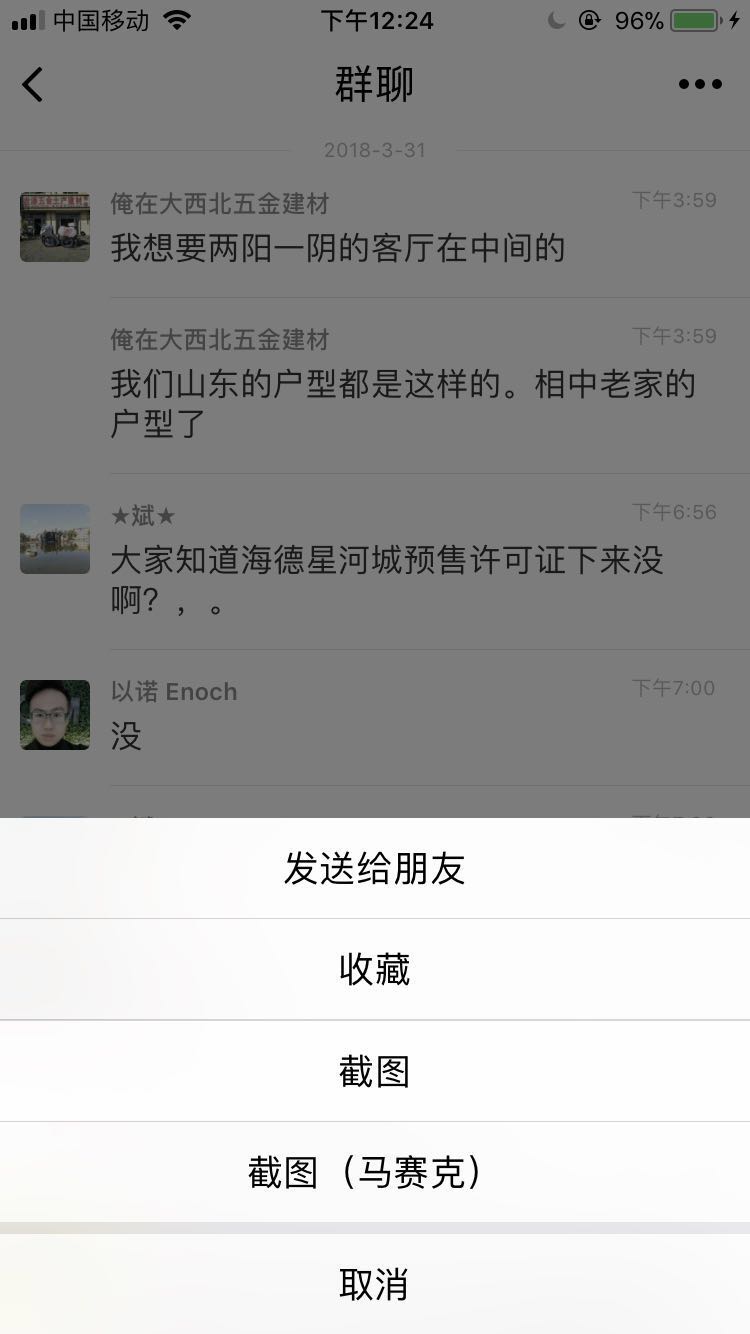 中国移动 下午12:24 96%
群聊
2018-3-31
俺在大西北五金建材 下午3:59
我想要两阳一阴的客厅在中间的
俺在大西北五金建材 下午3:59
我们山东的户型都是这样的。相中老家的
户型了
★斌★ 下午6:56
大家知道海德星河城预售许可证下来没
啊？，。
以诺 Enoch 下午7:00
没
发送给朋友
收藏
截图
截图（马赛克）
取消